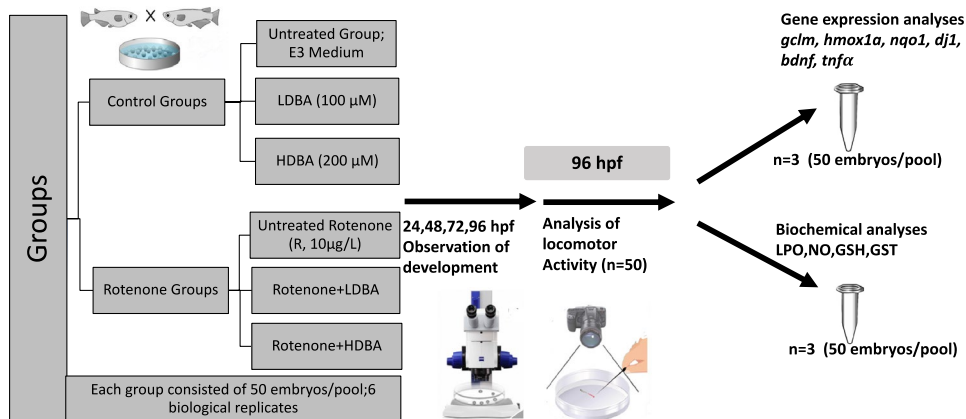 Groups
X
Control Groups
Untreated Group;
E3 Medium
LDBA (100 µM)
HDBA (200 µM)
Rotenone Groups
Untreated Rotenone
(R, 10µg/L)
Rotenone+LDBA
Rotenone+HDBA
Each group consisted of 50 embryos/pool;6
biological replicates
24,48,72,96 hpf
Observation of
development
96 hpf
Analysis of
locomotor
Activity (n=50)
Gene expression analyses
gclm, hmox1a, nqo1, dj1,
bdnf, tnfα
n=3 (50 embryos/pool)
Biochemical analyses
LPO,NO,GSH,GST
n=3 (50 embryos/pool)